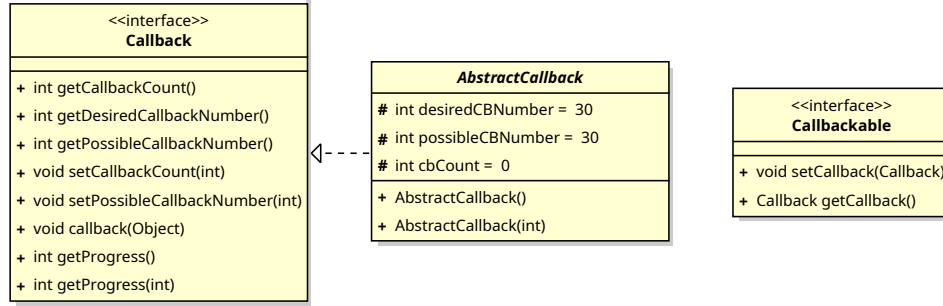 <<interface>>
Callback
+ int getCallbackCount()
+ int getDesiredCallbackNumber()
+ int getPossibleCallbackNumber()
+ void setCallbackCount(int)
+ void setPossibleCallbackNumber(int)
+ void callback(Object)
+ int getProgress()
+ int getProgress(int)
AbstractCallback
# int desiredCBNumber = 30
# int possibleCBNumber = 30
# int cbCount = 0
+ AbstractCallback()
+ AbstractCallback(int)
<<interface>>
Callbackable
+ void setCallback(Callback)
+ Callback getCallback()